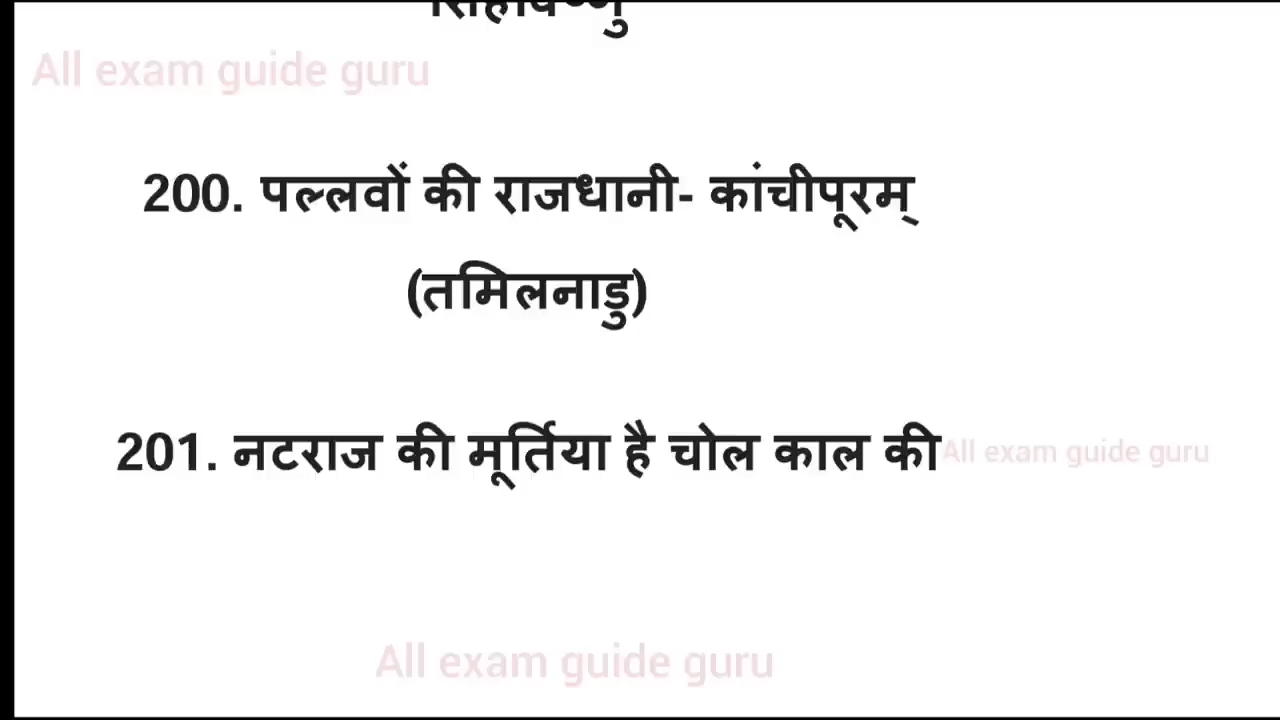 All exam guide guru
200. पल्लवों की राजधानी- कांचीपूरम्
(तमिलनाडु)
201. नटराज की मूर्तिया है चोल काल की
All exam guide guru
All exam guide guru